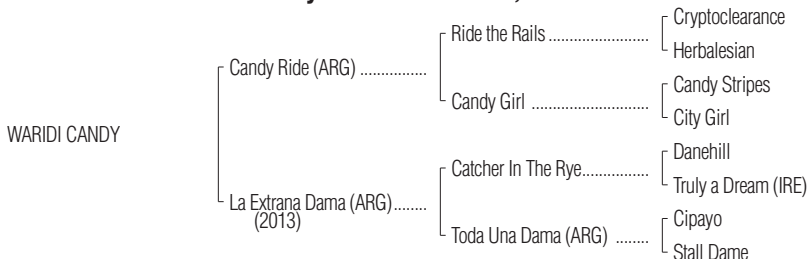 Cryptoclearance
Ride the Rails ........................
Herbalesian
Candy Ride (ARG) ................
Candy Stripes
Candy Girl ............................
City Girl
WARIDI CANDY
Danehill
Catcher In The Rye................
Truly a Dream (IRE)
La Extrana Dama (ARG)........
(2013)
Cipayo
Toda Una Dama (ARG) ........
Stall Dame